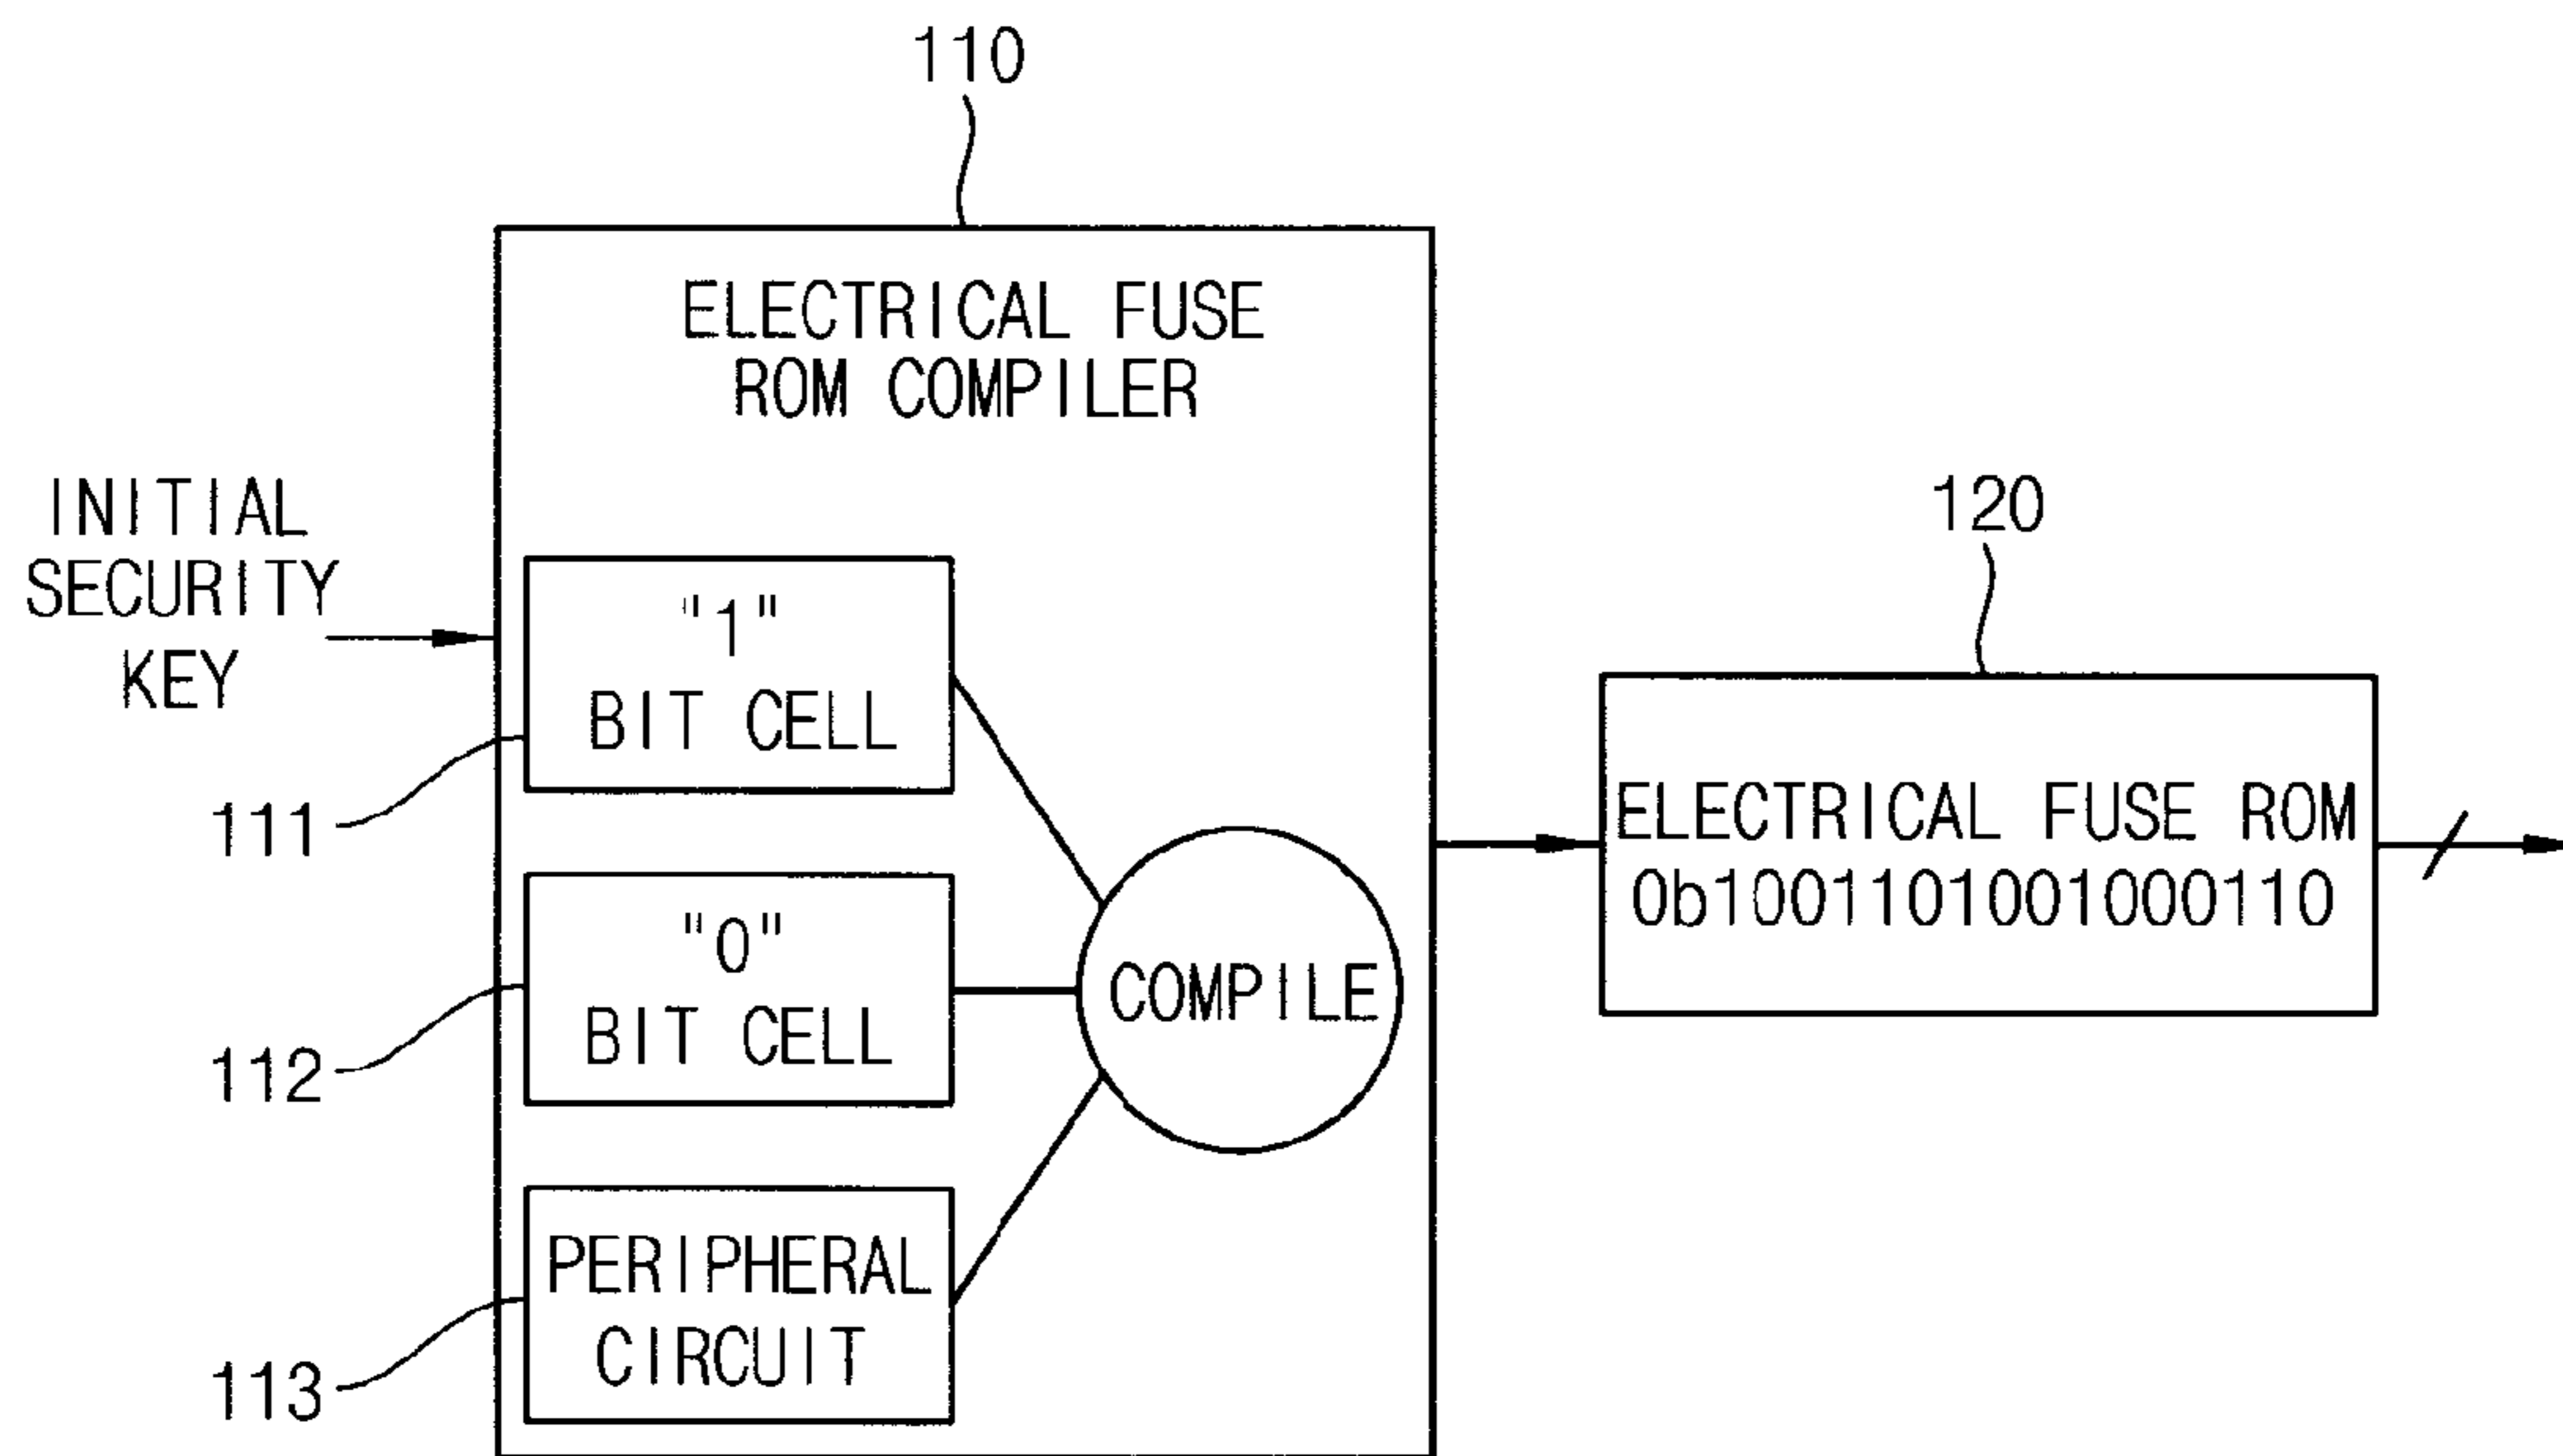 110
ELECTRICAL FUSE
ROM COMPILER
INITIAL
SECURITY
KEY
"1"
BIT CELL
111
"0"
BIT CELL
112
PERIPHERAL
CIRCUIT
113
COMPILE
120
ELECTRICAL FUSE ROM
0b1001101001000110